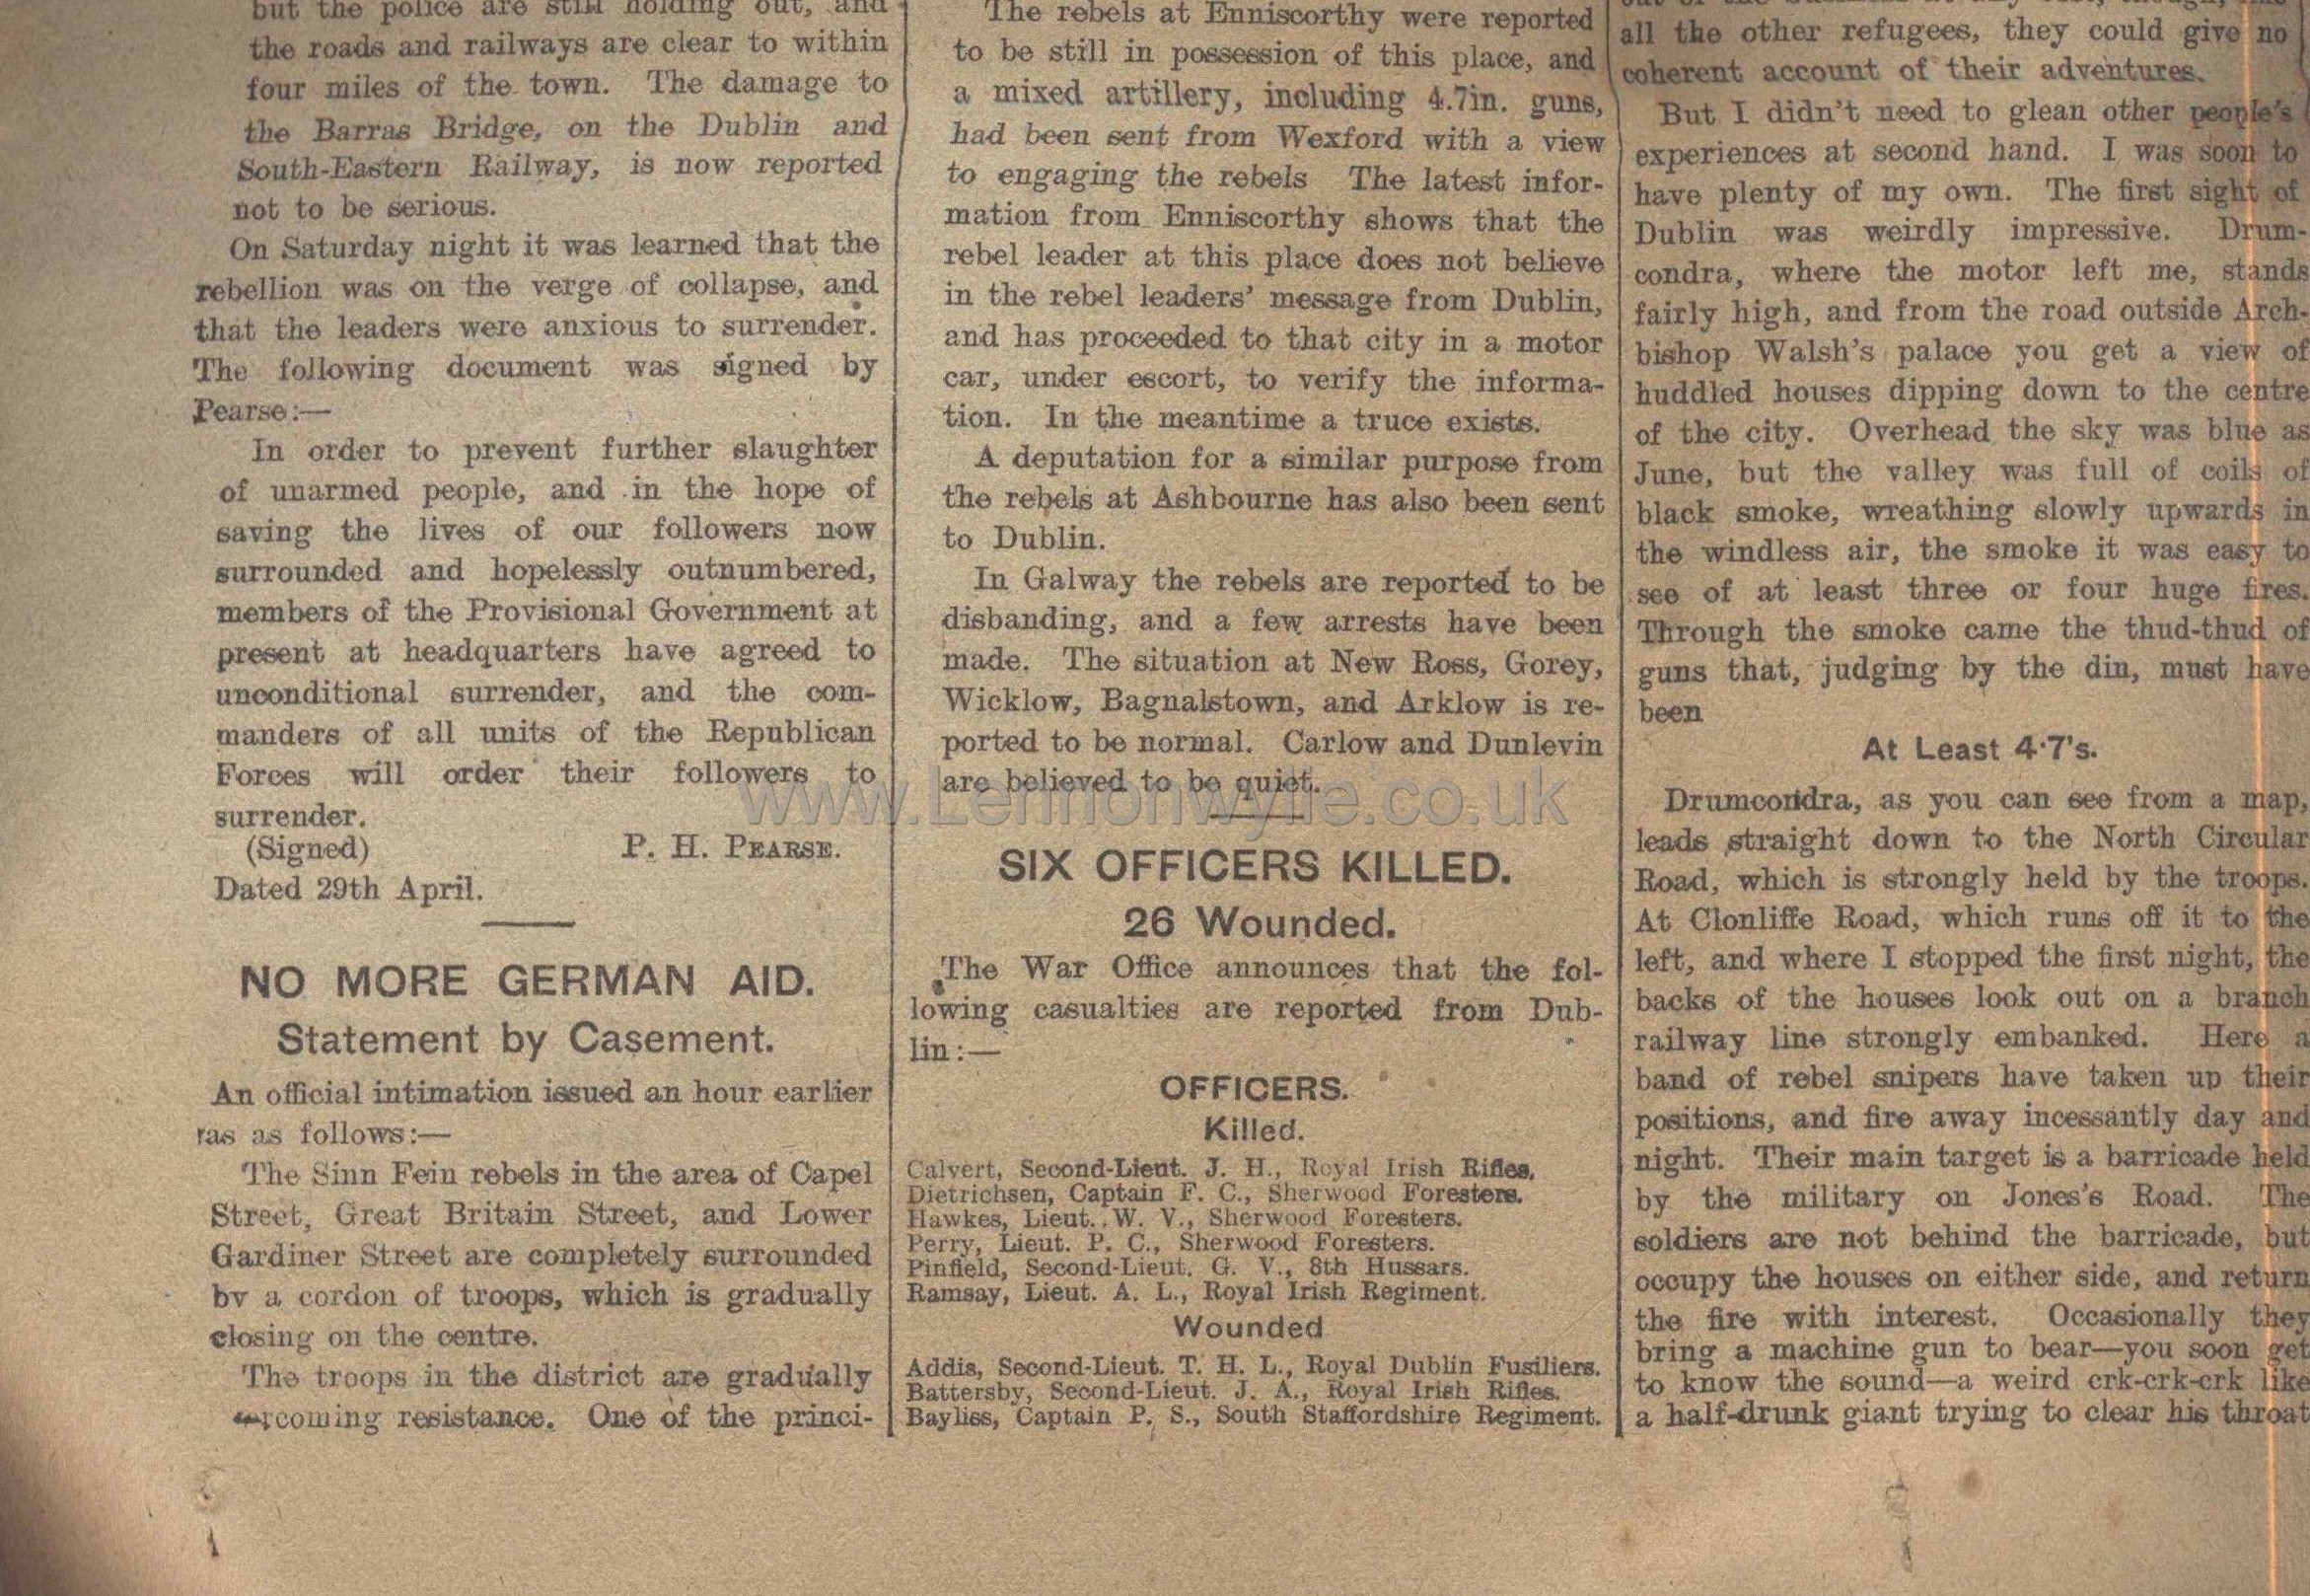 but the police are still holding out, and
the roads and railways are clear to within
four miles of the town. The damage to
the Barras Bridge, on the Dublin and
South-Eastern Railway, is now reported
not to be serious.
On Saturday night it was learned that the
rebellion was on the verge of collapse, and
that the leaders were anxious to surrender.
The following document was signed by
Pearse:—
In order to prevent further slaughter
of unarmed people, and in the hope of
saving the lives of our followers now
surrounded and hopelessly outnumbered,
members of the Provisional Government at
present at headquarters have agreed to
unconditional surrender, and the com-
manders of all units of the Republican
Forces will order their followers to
surrender.
(Signed) P. H. PEARSE.
Dated 29th April.
NO MORE GERMAN AID.
Statement by Casement.
An official intimation issued an hour earlier
ras as follows:—
The Sinn Fein rebels in the area of Capel
Street, Great Britain Street, and Lower
Gardiner Street are completely surrounded
by a cordon of troops, which is gradually
closing on the centre.
The troops in the district are gradually
rcoming resistance. One of the princi-
The rebels at Enniscorthy were reported
to be still in possession of this place, and
a mixed artillery, including 4.7in. guns,
had been sent from Wexford with a view
to engaging the rebels The latest infor-
mation from Enniscorthy shows that the
rebel leader at this place does not believe
in the rebel leaders' message from Dublin,
and has proceeded to that city in a motor
car, under escort, to verify the informa-
tion. In the meantime a truce exists.
A deputation for a similar purpose from
the rebels at Ashbourne has also been sent
to Dublin.
In Galway the rebels are reported to be
disbanding, and a few arrests have been
made. The situation at New Ross, Gorey,
Wicklow, Bagnalstown, and Arklow is re-
ported to be normal. Carlow and Dunlevin
are believed to be quiet.
www.Lennonwylie.co.uk
SIX OFFICERS KILLED.
26 Wounded.
The War Office announces that the fol-
lowing casualties are reported from Dub-
lin:—
OFFICERS.
Killed.
Calvert, Second-Lieut. J. H., Royal Irish Rifles.
Dietrichsen, Captain F. C., Sherwood Foresters.
Hawkes, Lieut. W. V., Sherwood Foresters.
Perry, Lieut. P. C., Sherwood Foresters.
Pinfield, Second-Lieut. G. V., 8th Hussars.
Ramsay, Lieut. A. L., Royal Irish Regiment.
Wounded
Addis, Second-Lieut. T. H. L., Royal Dublin Fusiliers.
Battersby, Second-Lieut. J. A., Royal Irish Rifles.
Bayliss, Captain P. S., South Staffordshire Regiment.
all the other refugees, they could give no
coherent account of their adventures.
But I didn't need to glean other people's
experiences at second hand. I was soon to
have plenty of my own. The first sight of
Dublin was weirdly impressive. Drum-
condra, where the motor left me, stands
fairly high, and from the road outside Arch-
bishop Walsh's palace you get a view of
huddled houses dipping down to the centre
of the city. Overhead the sky was blue as
June, but the valley was full of coils of
black smoke, wreathing slowly upwards in
the windless air, the smoke it was easy to
see of at least three or four huge fires.
Through the smoke came the thud-thud of
guns that, judging by the din, must have
been
At Least 4·7's.
Drumcondra, as you can see from a map,
leads straight down to the North Circular
Road, which is strongly held by the troops.
At Clonliffe Road, which runs off it to the
left, and where I stopped the first night, the
backs of the houses look out on a branch
railway line strongly embanked. Here a
band of rebel snipers have taken up their
positions, and fire away incessantly day and
night. Their main target is a barricade held
by the military on Jones's Road. The
soldiers are not behind the barricade, but
occupy the houses on either side, and return
the fire with interest. Occasionally they
bring a machine gun to bear—you soon get
to know the sound—a weird crk-crk-crk like
a half-drunk giant trying to clear his throat